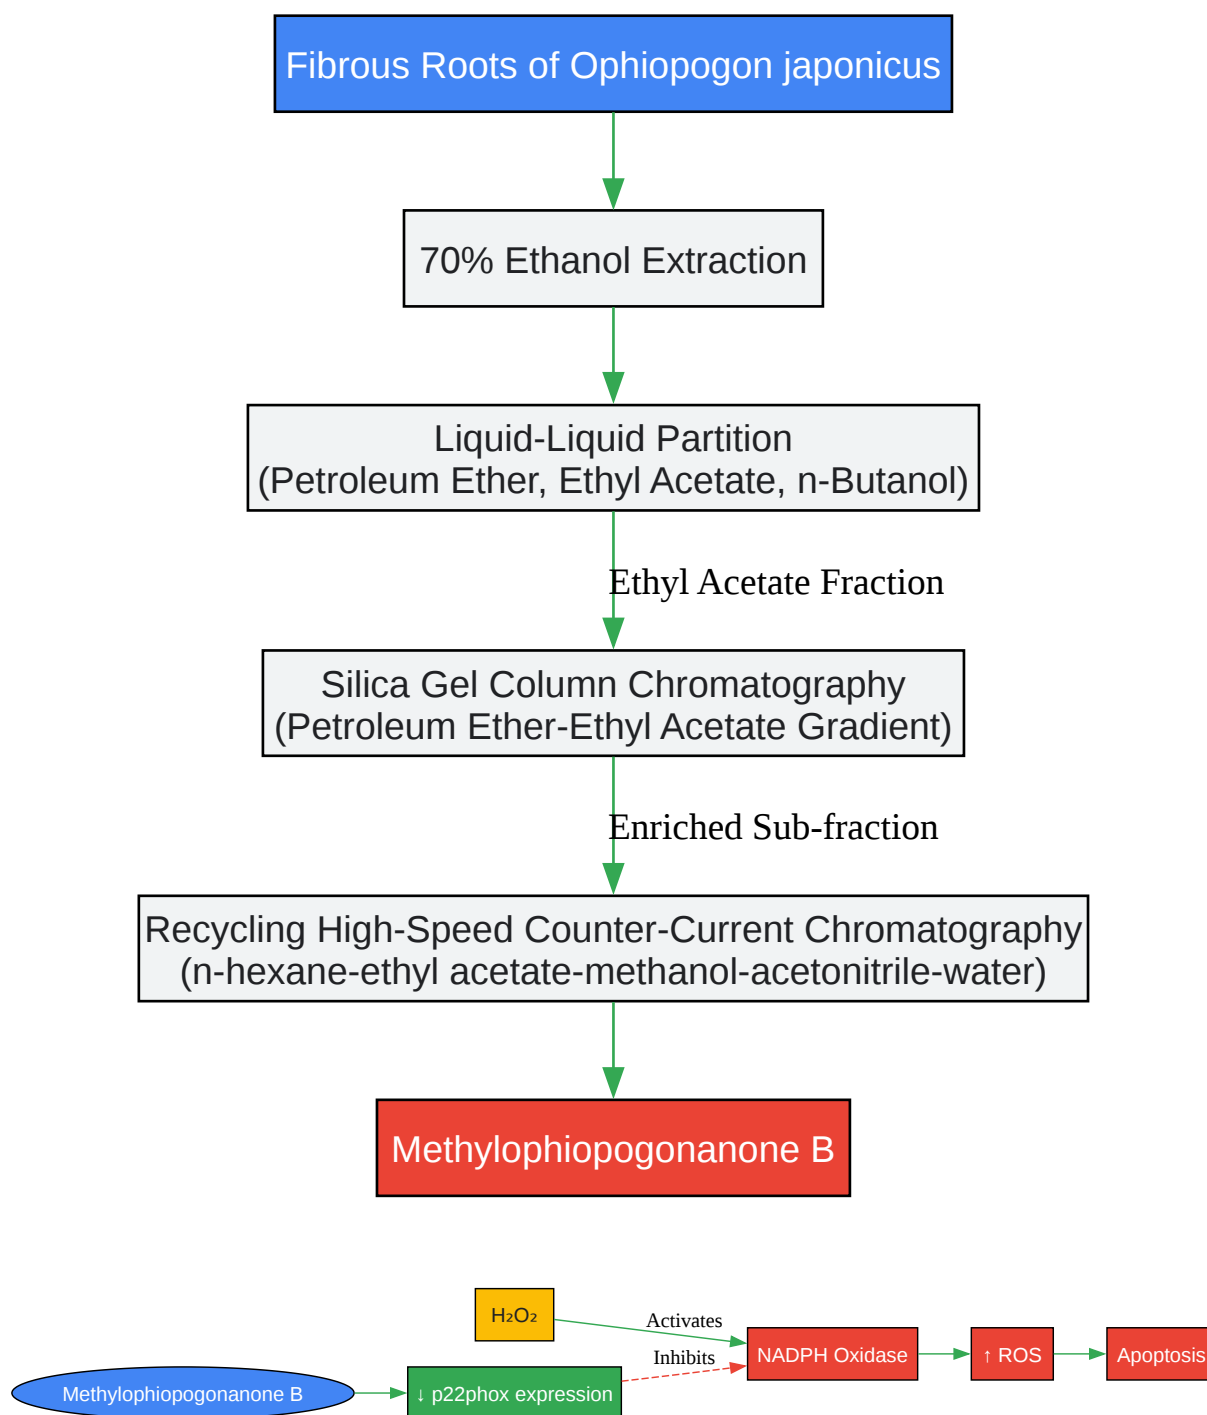 Fibrous Roots of Ophiopogon japonicus
70% Ethanol Extraction
Liquid-Liquid Partition
(Petroleum Ether, Ethyl Acetate, n-Butanol)
Ethyl Acetate Fraction
Silica Gel Column Chromatography
(Petroleum Ether-Ethyl Acetate Gradient)
Enriched Sub-fraction
Recycling High-Speed Counter-Current Chromatography
(n-hexane-ethyl acetate-methanol-acetonitrile-water)
Methylophiopogonanone B
H₂O₂
Activates
Inhibits
NADPH Oxidase
↑ ROS
Apoptosis
Methylophiopogonanone B
↓ p22phox expression